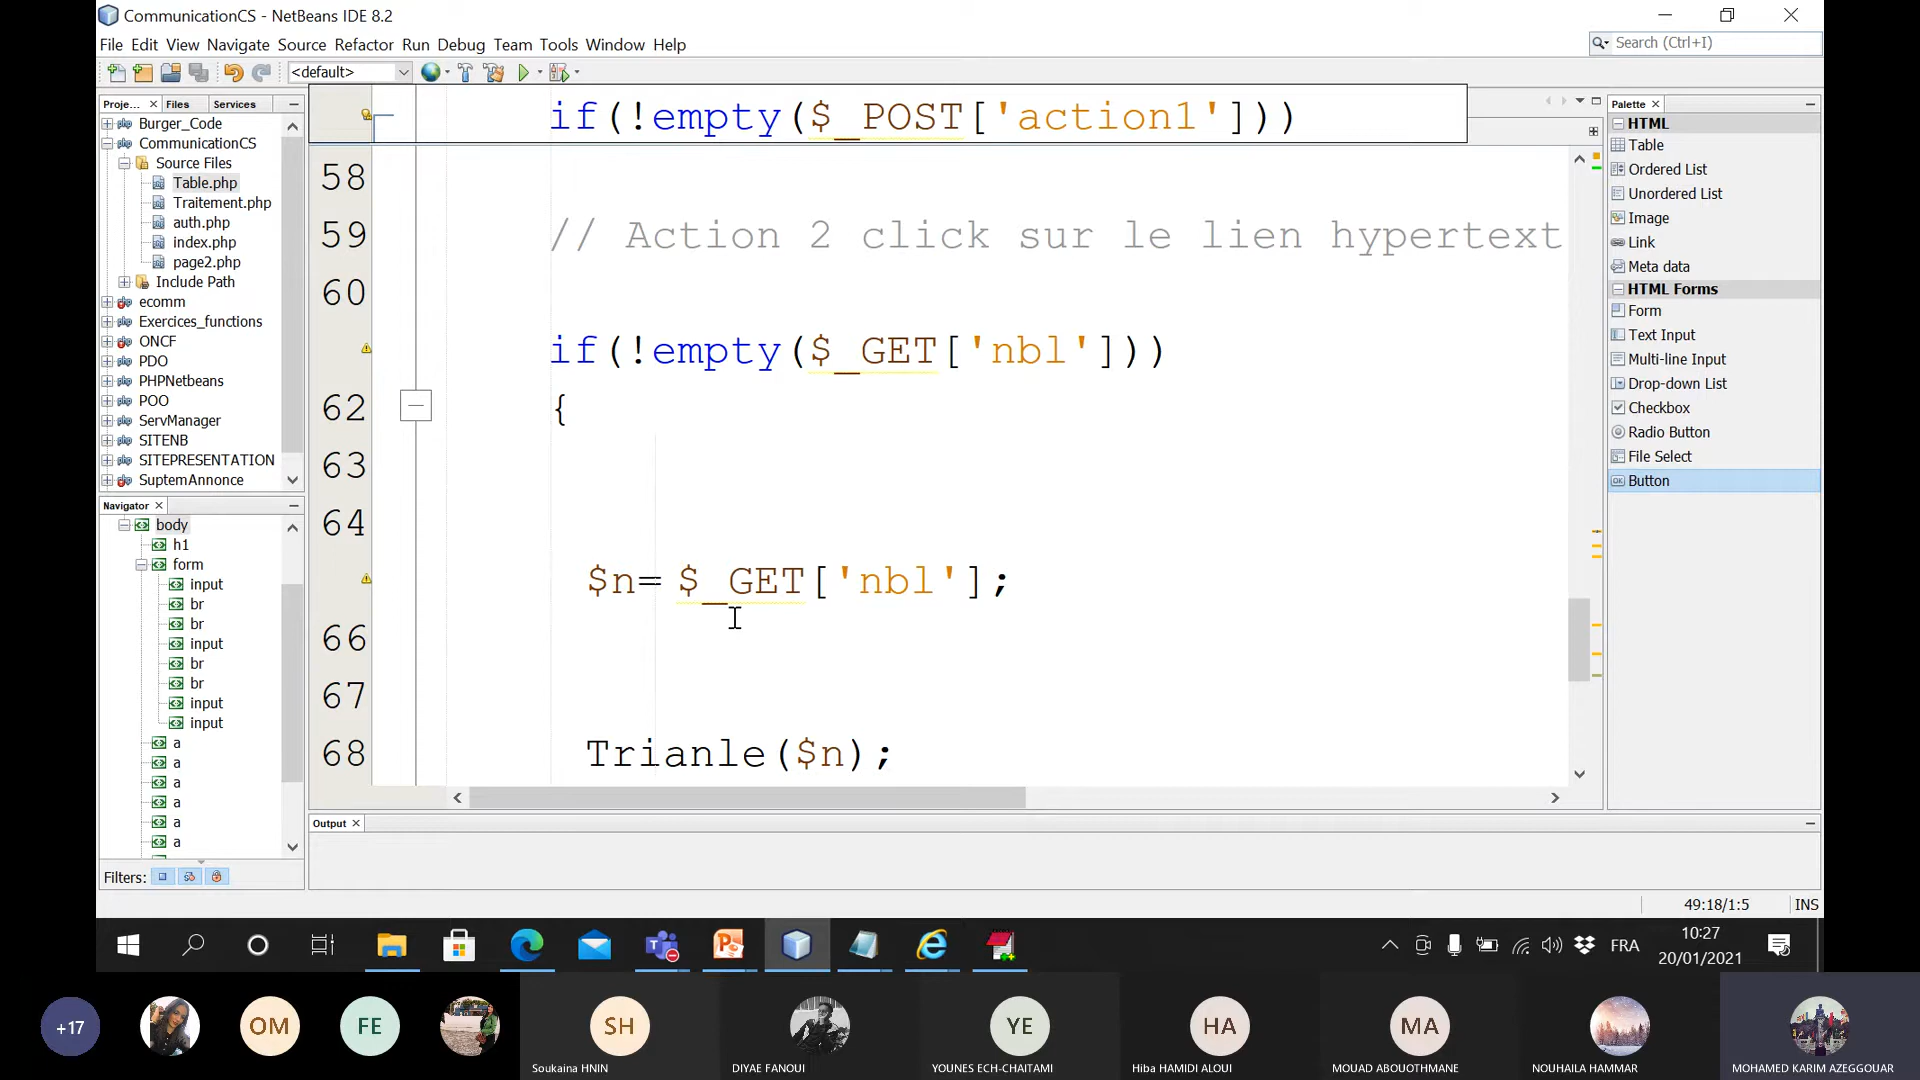 CommunicationCS - NetBeans IDE 8.2
File Edit View Navigate Source Refactor Run Debug Team Tools Window Help
Search (Ctrl+I)
<default>
Proje...
Files
Services
Burger_Code
CommunicationCS
Source Files
Table.php
Traitement.php
auth.php
index.php
page2.php
Include Path
ecomm
Exercices_functions
ONCF
PDO
PHPNetbeans
POO
ServManager
SITENB
SITEPRESENTATION
SuptemAnnonce
Navigator
body
h1
form
input
br
br
input
br
br
input
input
a
a
a
a
a
a
Filters:
if(!empty($_POST['action1']))
58
59 // Action 2 click sur le lien hypertext
60
if(!empty($_GET['nbl']))
62 {
63
64
$n= $_GET['nbl'];
66
67
68 Trianle($n);
Output
Palette
HTML
Table
Ordered List
Unordered List
Image
Link
Meta data
HTML Forms
Form
Text Input
Multi-line Input
Drop-down List
Checkbox
Radio Button
File Select
Button
49:18/1:5
INS
FRA
10:27
20/01/2021
+17
OM
FE
SH
YE
HA
MA
Soukaina HNIN
DIYAE FANOUI
YOUNES ECH-CHAITAMI
Hiba HAMIDI ALOUI
MOUAD ABOUOTHMANE
NOUHAILA HAMMAR
MOHAMED KARIM AZEGGOUAR